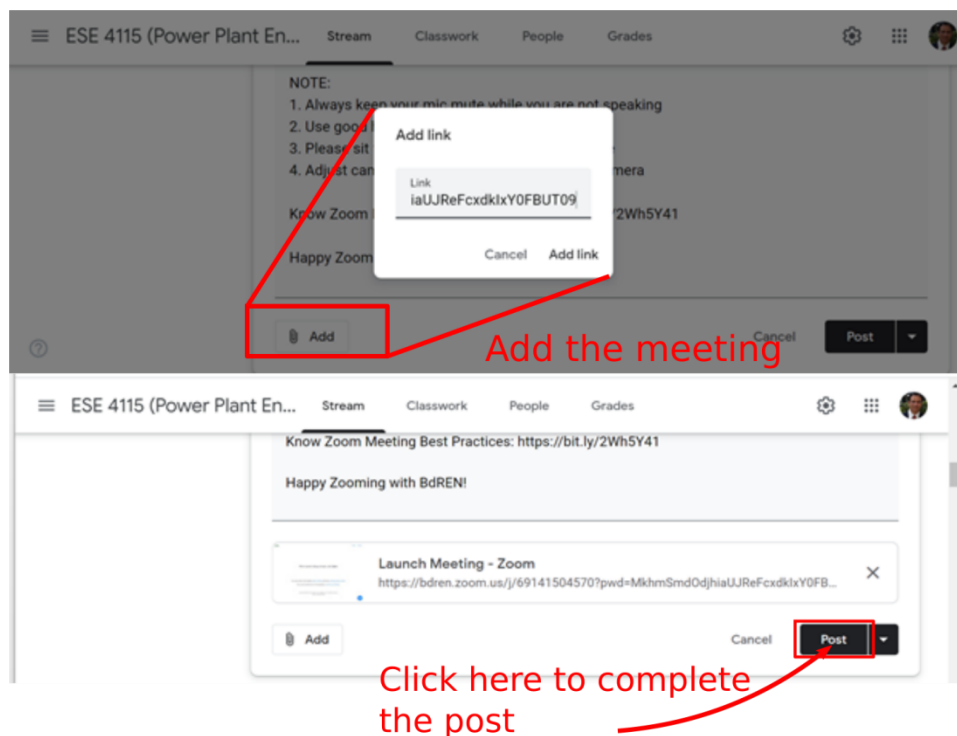 ESE 4115 (Power Plant En... Stream Classwork People Grades
NOTE:
1. Always keep your mic mute while you are not speaking
2. Use good
3. Please sit
4. Adjust can mera
Know Zoom /2Wh5Y41
Happy Zoom
Add link
Link
iaUJReFcxdkIxY0FBUT09
Cancel Add link
Add Cancel Post
Add the meeting
ESE 4115 (Power Plant En... Stream Classwork People Grades
Know Zoom Meeting Best Practices: https://bit.ly/2Wh5Y41
Happy Zooming with BdREN!
Launch Meeting - Zoom
https://bdren.zoom.us/j/69141504570?pwd=MkhmSmdOdjhiaUJReFcxdkIxY0FB...
Add Cancel Post
Click here to complete
the post